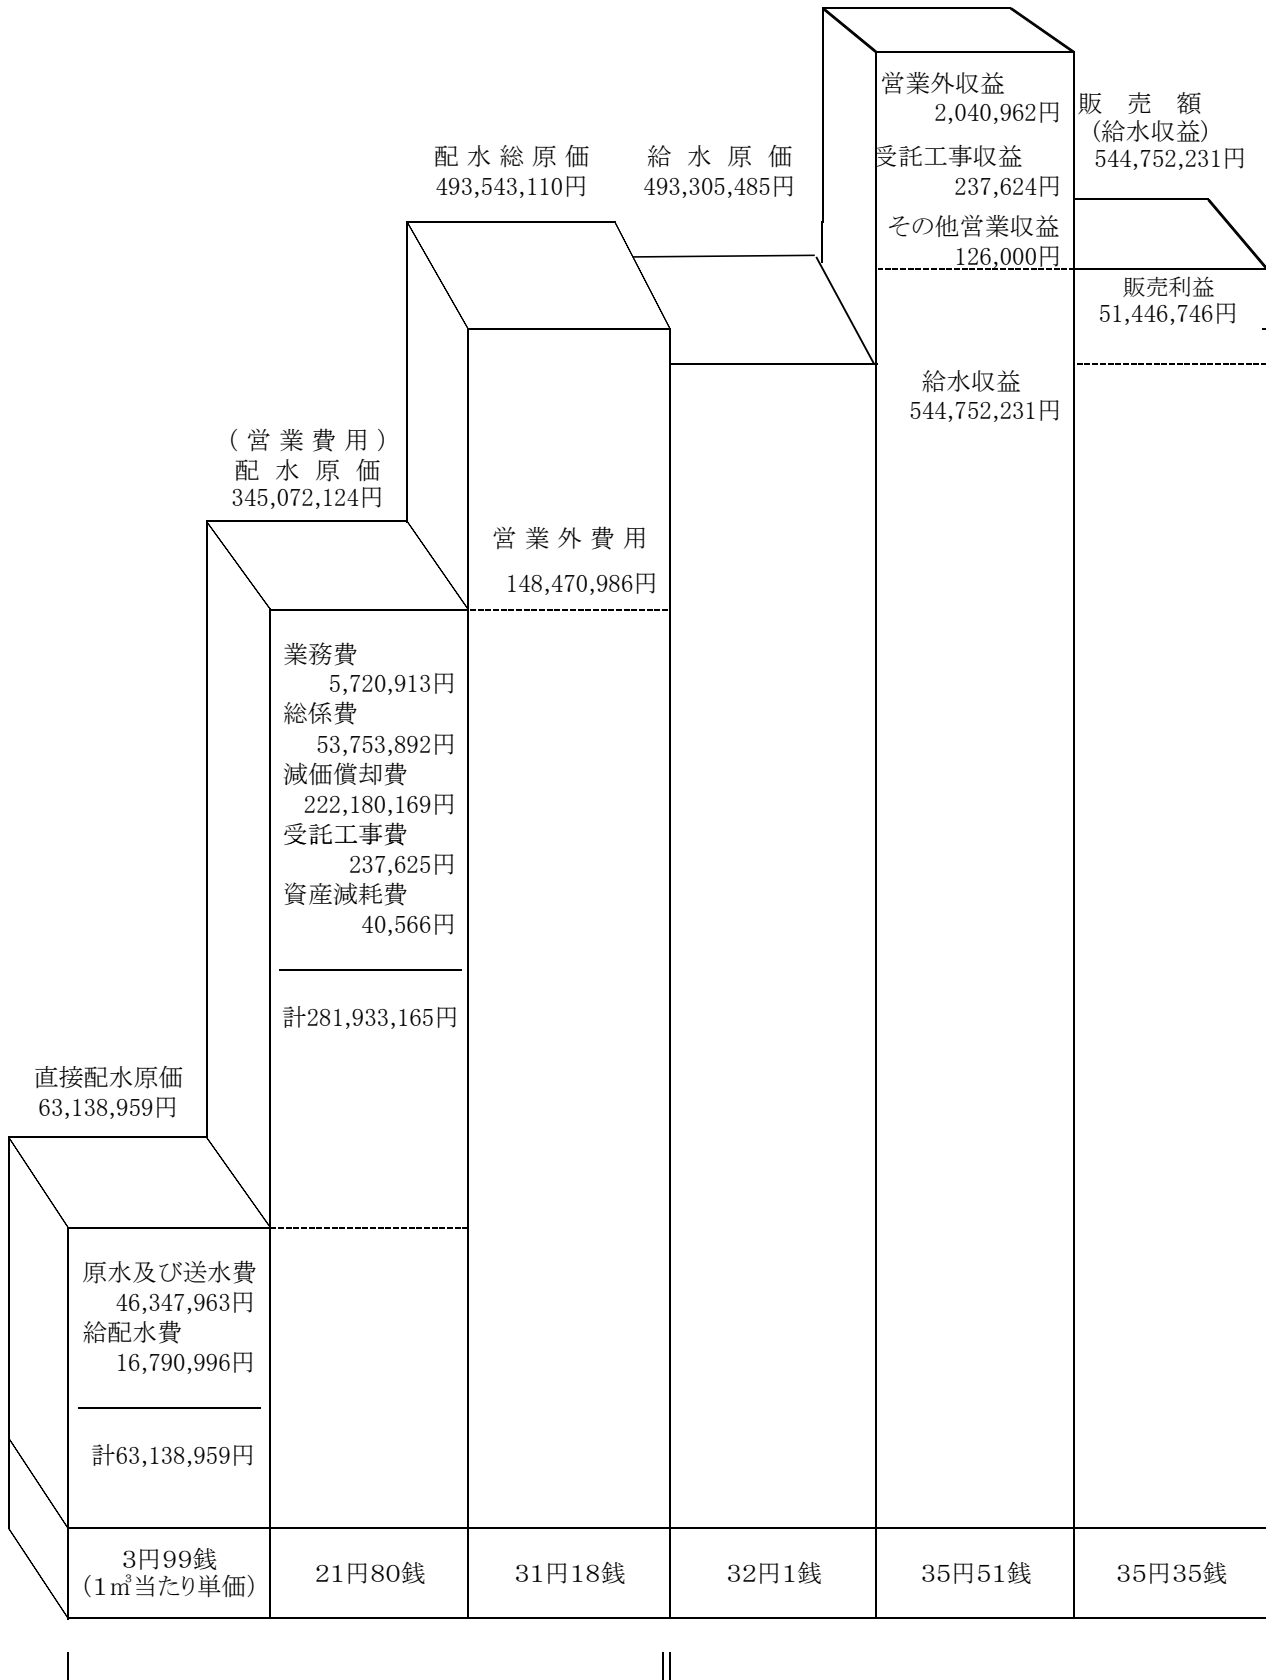 営業外収益
2,040,962円
受託工事収益
237,624円
その他営業収益
126,000円
給水収益
544,752,231円
販売額
(給水収益)
544,752,231円
販売利益
51,446,746円
配水総原価
493,543,110円
給水原価
493,305,485円
営業外費用
148,470,986円
(営業費用)
配水原価
345,072,124円
業務費
5,720,913円
総係費
53,753,892円
減価償却費
222,180,169円
受託工事費
237,625円
資産減耗費
40,566円
計281,933,165円
直接配水原価
63,138,959円
原水及び送水費
46,347,963円
給配水費
16,790,996円
計63,138,959円
3円99銭
(1㎥当たり単価)
21円80銭
31円18銭
32円1銭
35円51銭
35円35銭